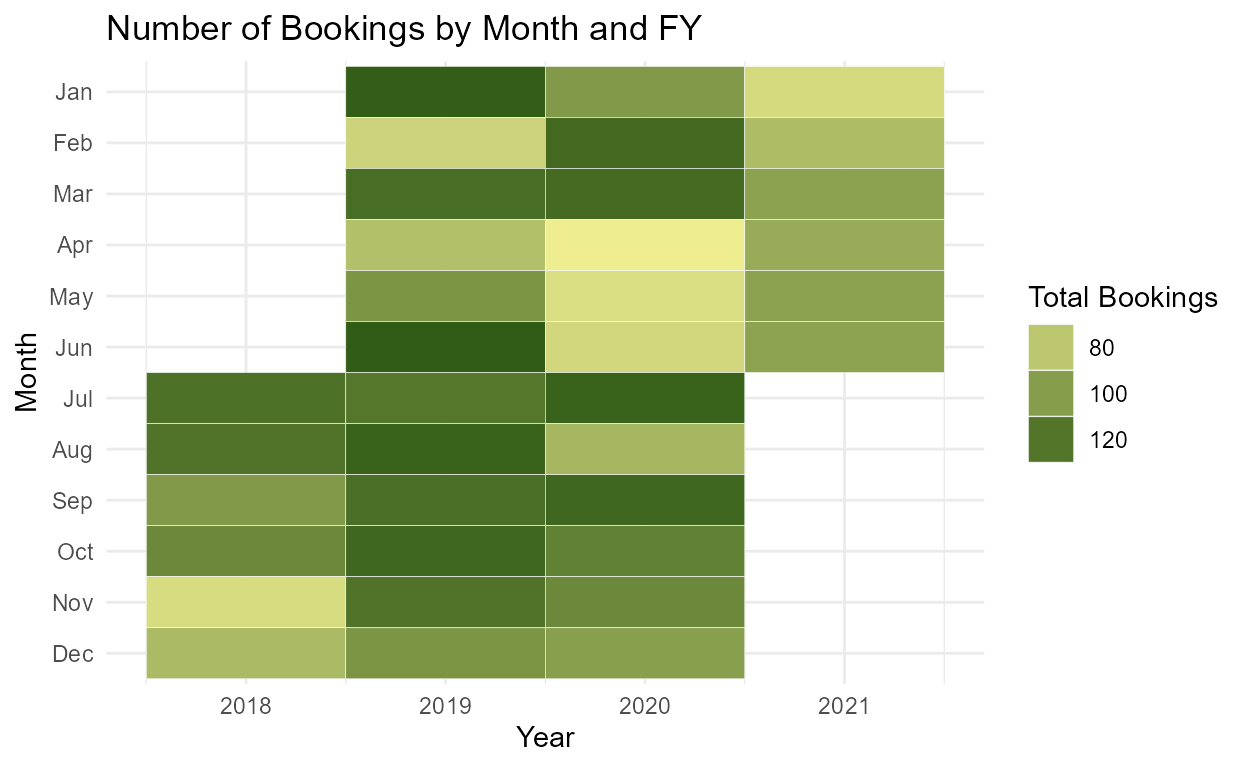 Number of Bookings by Month and FY
Jan
Feb
Mar
Apr
May
Jun
Jul
Aug
Sep
Oct
Nov
Dec
Month
2018 2019 2020 2021
Year
Total Bookings
80
100
120